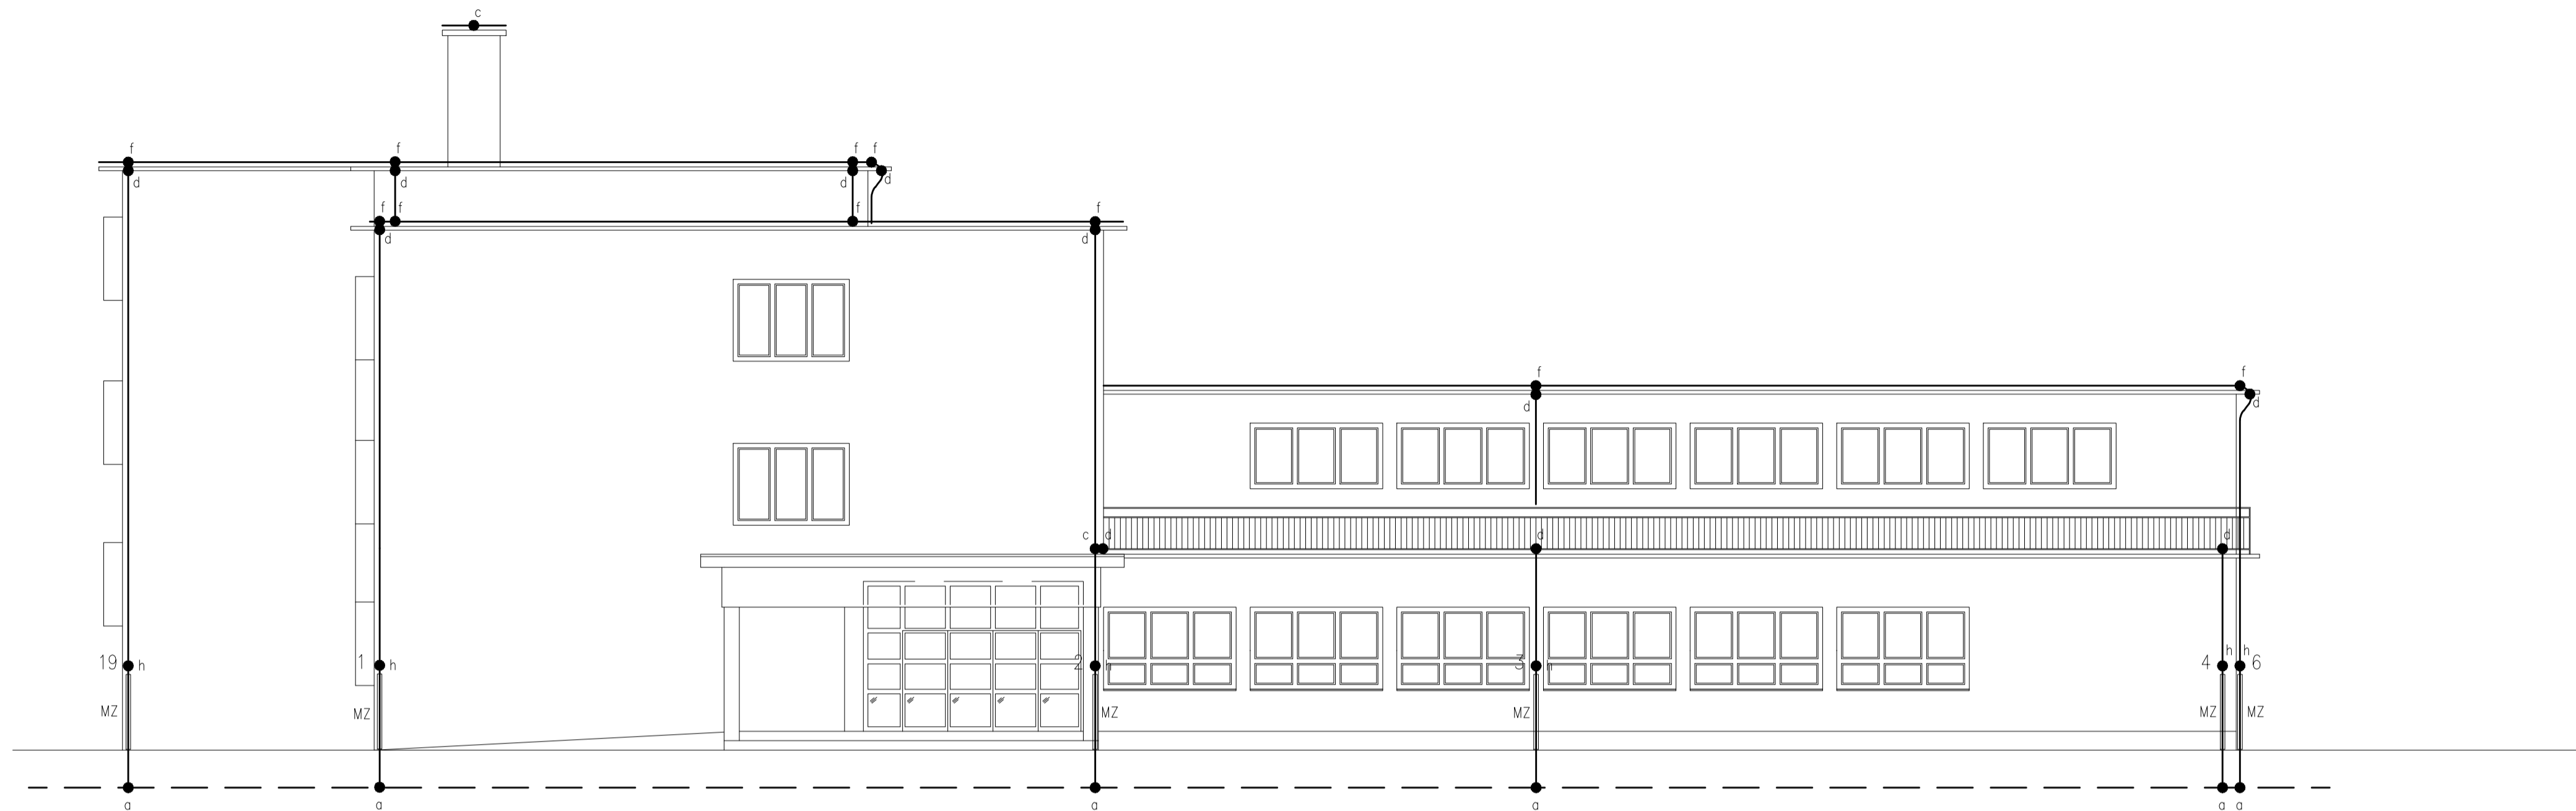 c
f f f f
d d d d
f f f f
d d
f f
d d
c d d d
h h
19 h 1 h 2 h 3 h 4 6
MZ MZ MZ MZ MZ MZ
a a a a a a